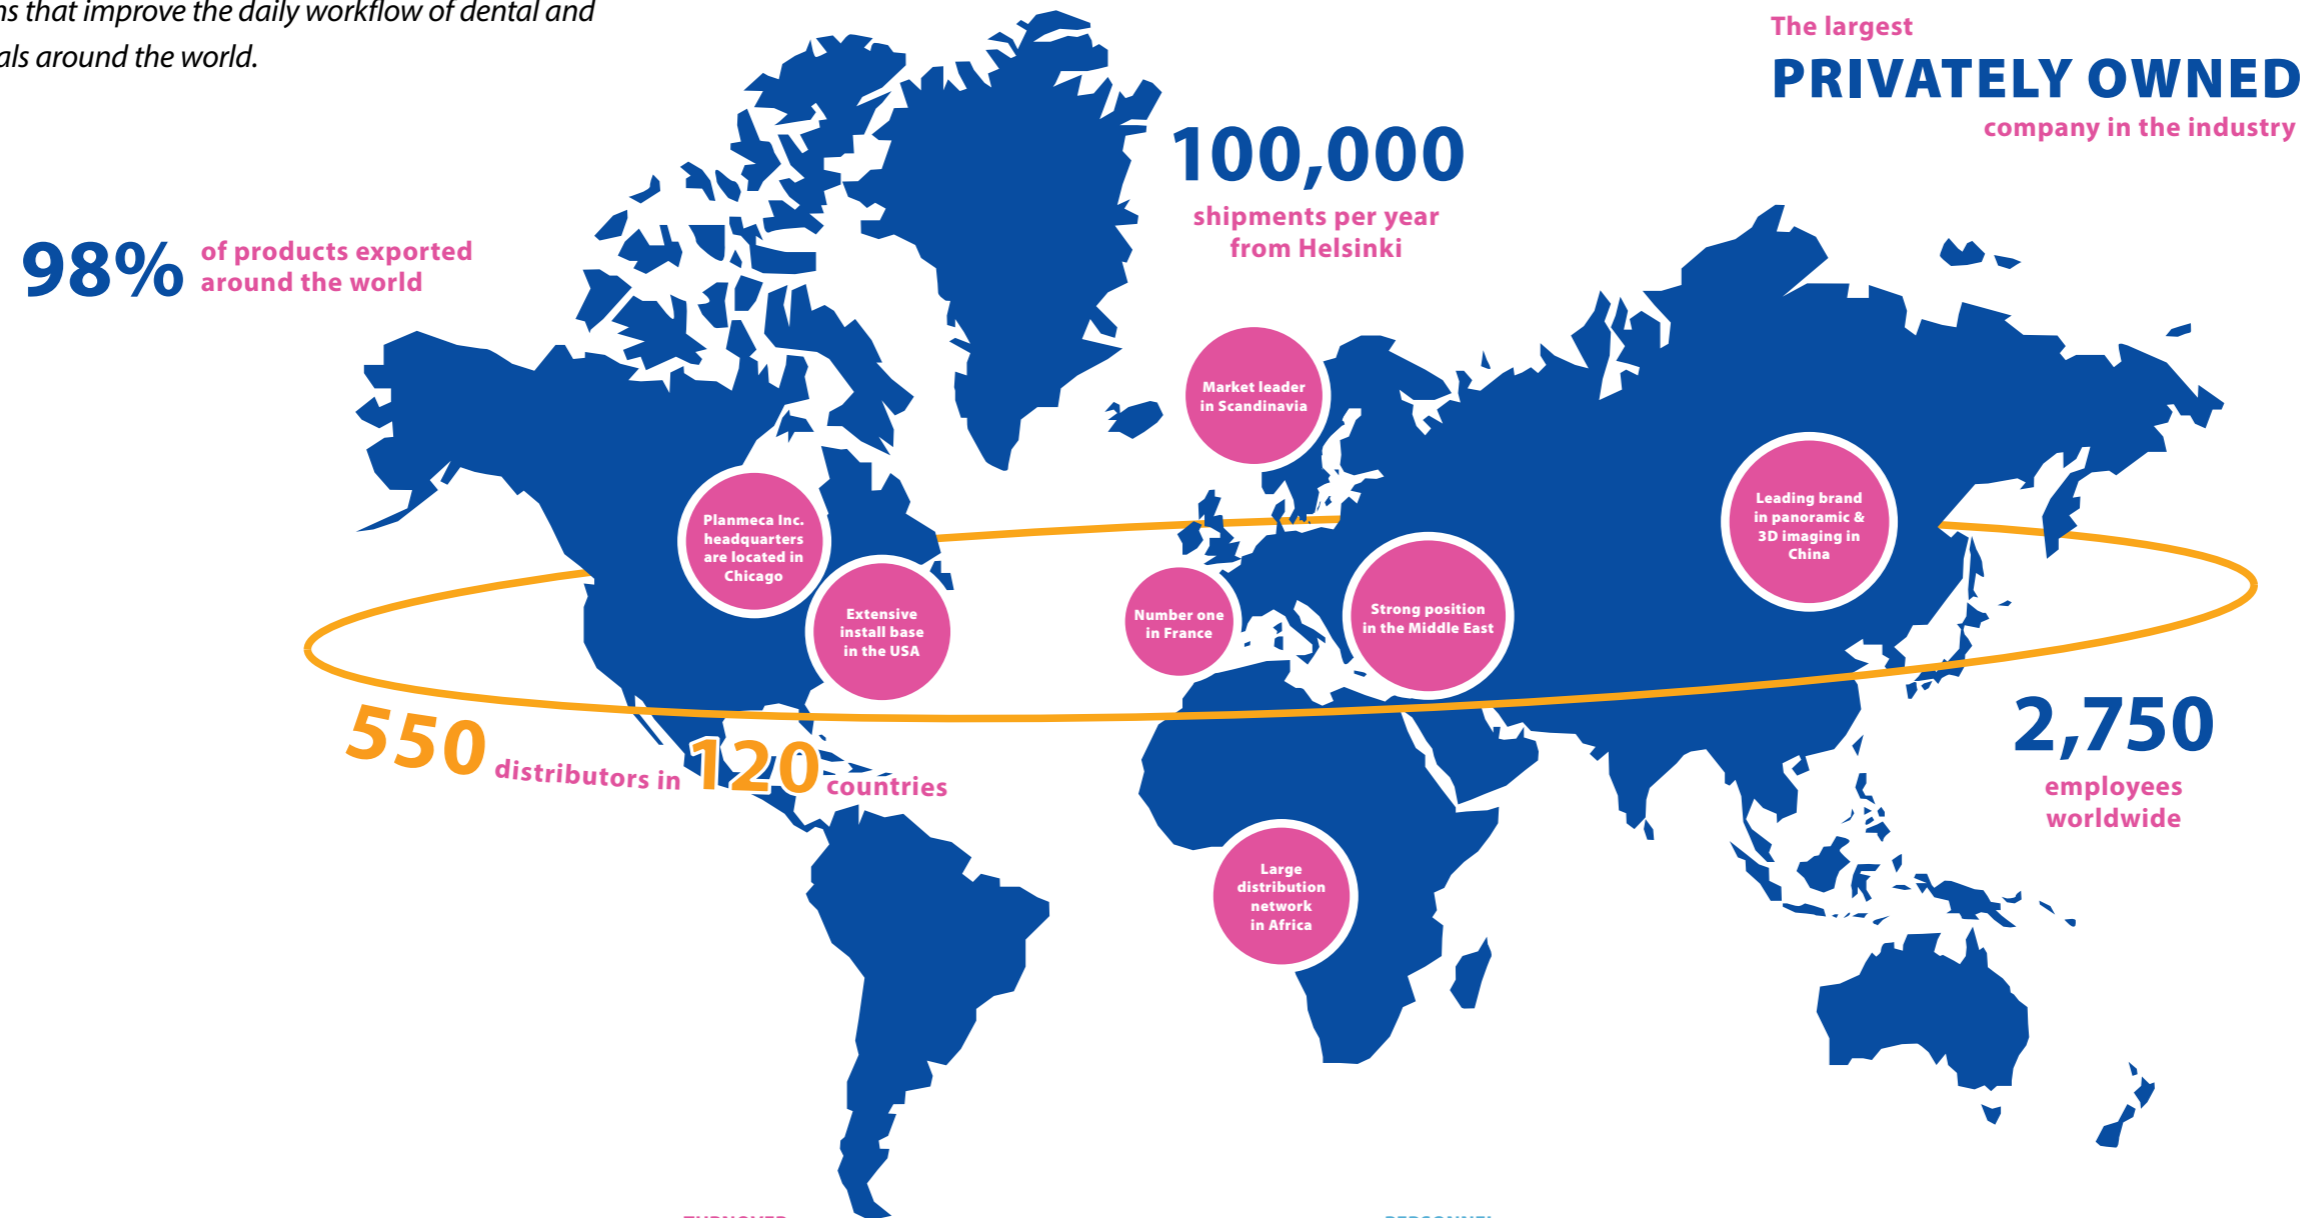 ns that improve the daily workflow of dental and
als around the world.
The largest
PRIVATELY OWNED
company in the industry
100,000
shipments per year
from Helsinki
98%
of products exported
around the world
Market leader
in Scandinavia
Planmeca Inc.
headquarters
are located in
Chicago
Extensive
install base
in the USA
Number one
in France
Strong position
in the Middle East
Leading brand
in panoramic &
3D imaging in
China
550 distributors in 120 countries
2,750
employees
worldwide
Large
distribution
network
in Africa
TURNOVER
PERSONNEL